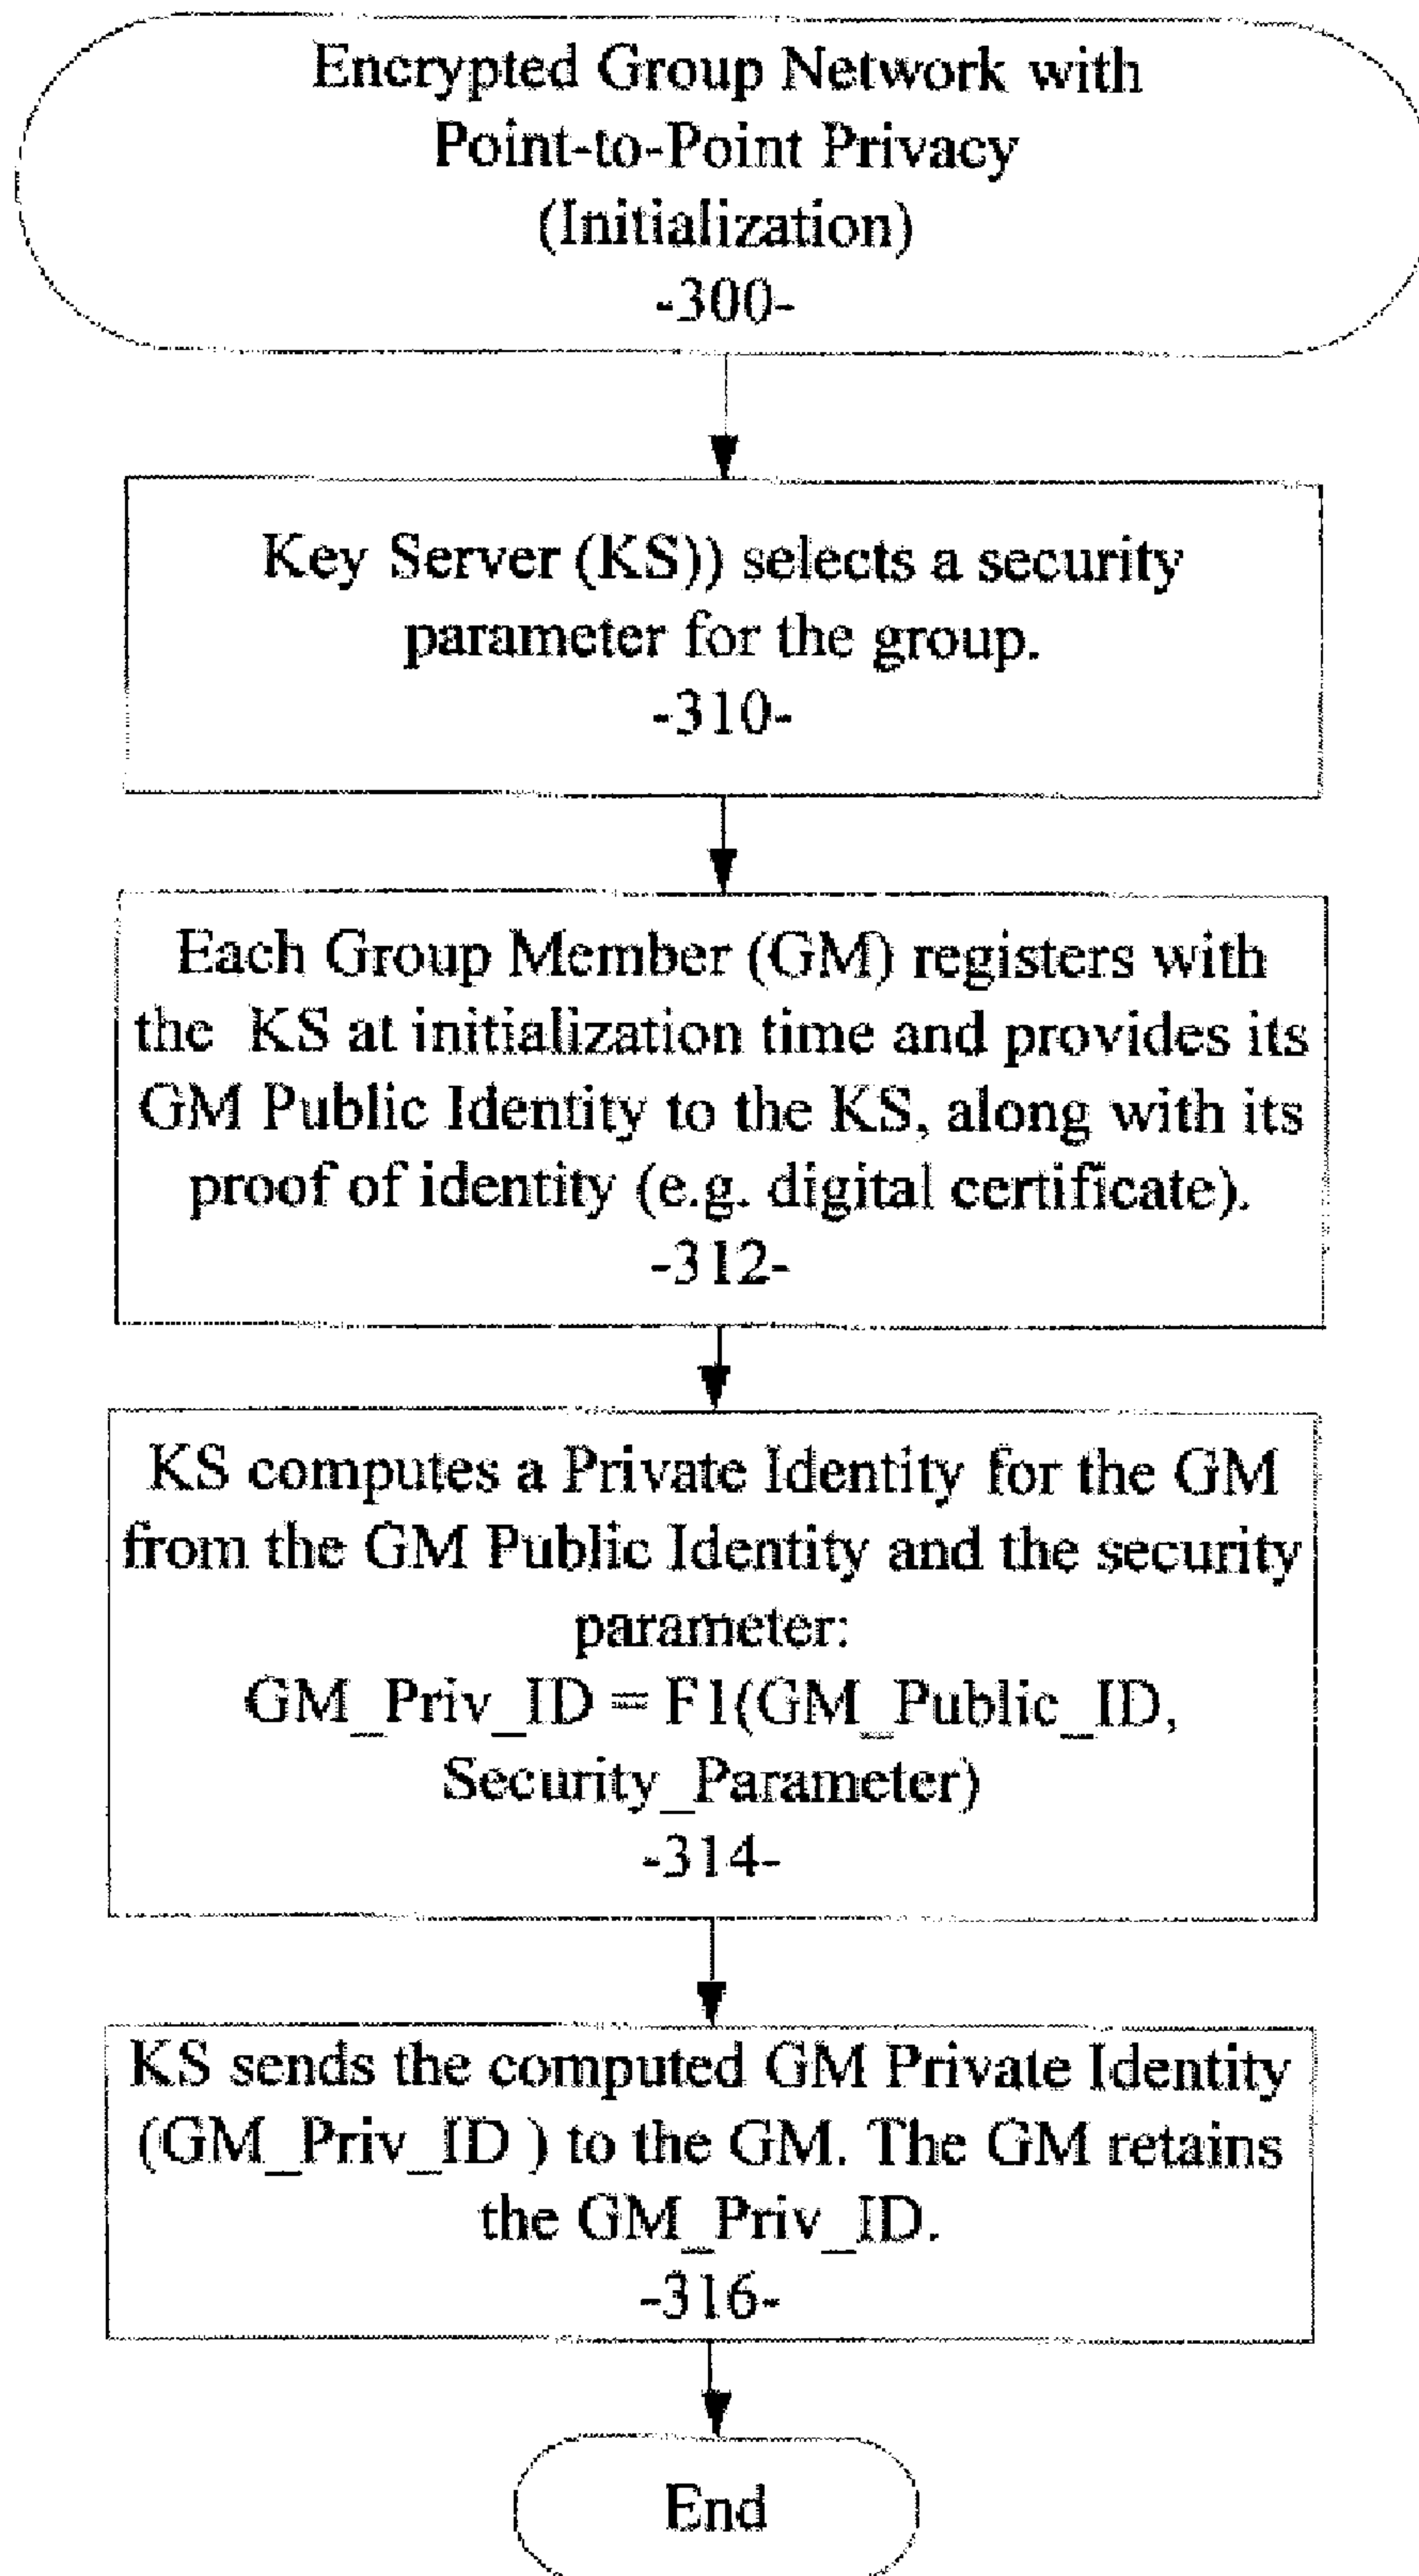 Encrypted Group Network with
Point-to-Point Privacy
(Initialization)
-300-
Key Server (KS)) selects a security
parameter for the group.
-310-
Each Group Member (GM) registers with
the KS at initialization time and provides its
GM Public Identity to the KS, along with its
proof of identity (e.g. digital certificate).
-312-
KS computes a Private Identity for the GM
from the GM Public Identity and the security
parameter:
GM_Priv_ID = F1(GM_Public_ID,
Security_Parameter)
-314-
KS sends the computed GM Private Identity
(GM_Priv_ID ) to the GM. The GM retains
the GM_Priv_ID.
-316-
End